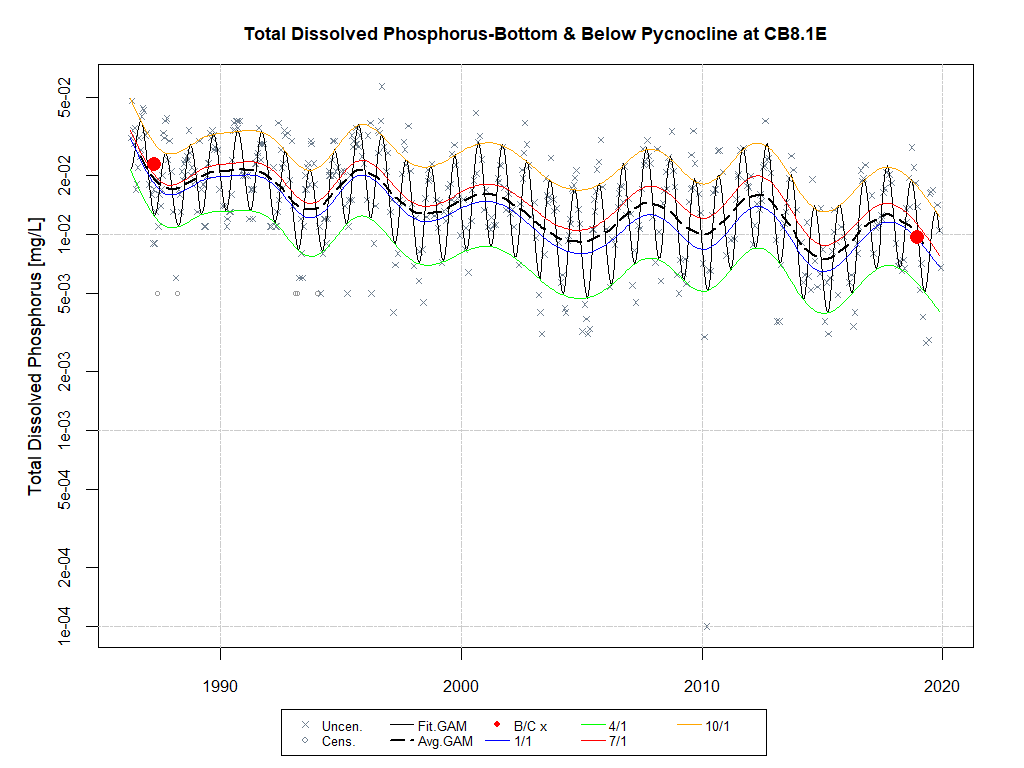 Total Dissolved Phosphorus-Bottom & Below Pycnocline at CB8.1E
Total Dissolved Phosphorus [mg/L]
5e-02
2e-02
1e-02
5e-03
2e-03
1e-03
5e-04
2e-04
1e-04
1990 2000 2010 2020
Uncen. Fit.GAM B/C x 4/1 10/1
Cens. Avg.GAM 1/1 7/1